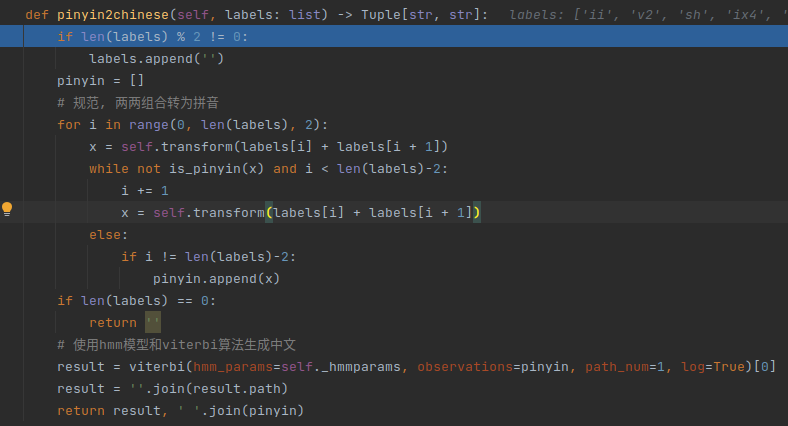 def pinyin2chinese(self, labels: list) -> Tuple[str, str]:   labels: ['ii', 'v2', 'sh', 'ix4', '
    if len(labels) % 2 != 0:
        labels.append('')
    pinyin = []
    # 规范, 两两组合转为拼音
    for i in range(0, len(labels), 2):
        x = self.transform(labels[i] + labels[i + 1])
        while not is_pinyin(x) and i < len(labels)-2:
            i += 1
            x = self.transform(labels[i] + labels[i + 1])
        else:
            if i != len(labels)-2:
                pinyin.append(x)
    if len(labels) == 0:
        return ''
    # 使用hmm模型和viterbi算法生成中文
    result = viterbi(hmm_params=self._hmmparams, observations=pinyin, path_num=1, log=True)[0]
    result = ''.join(result.path)
    return result, ' '.join(pinyin)